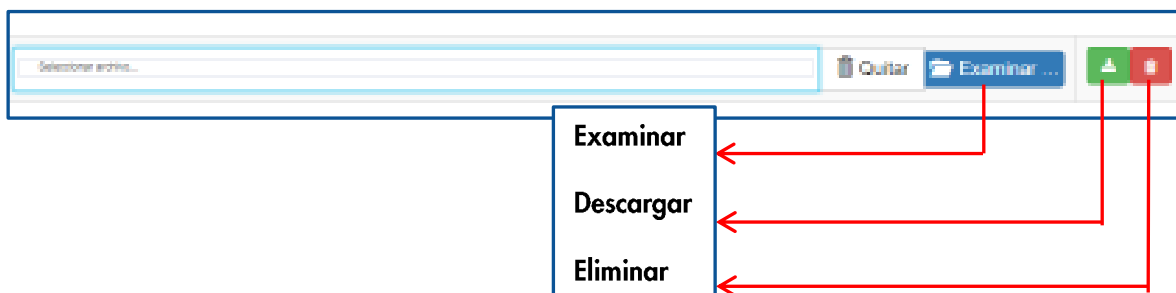 Seleccionar archivo...
Quitar
Examinar ...
Examinar
Descargar
Eliminar